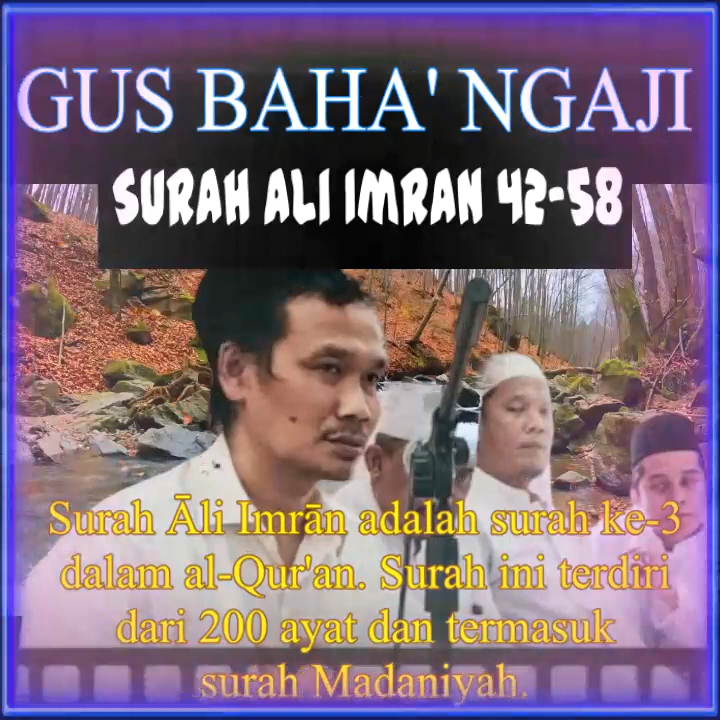 GUS BAHA' NGAJI
SURAH ALI IMRAN 42-58
Surah Āli Imrān adalah surah ke-3
dalam al-Qur'an. Surah ini terdiri
dari 200 ayat dan termasuk
surah Madaniyah.